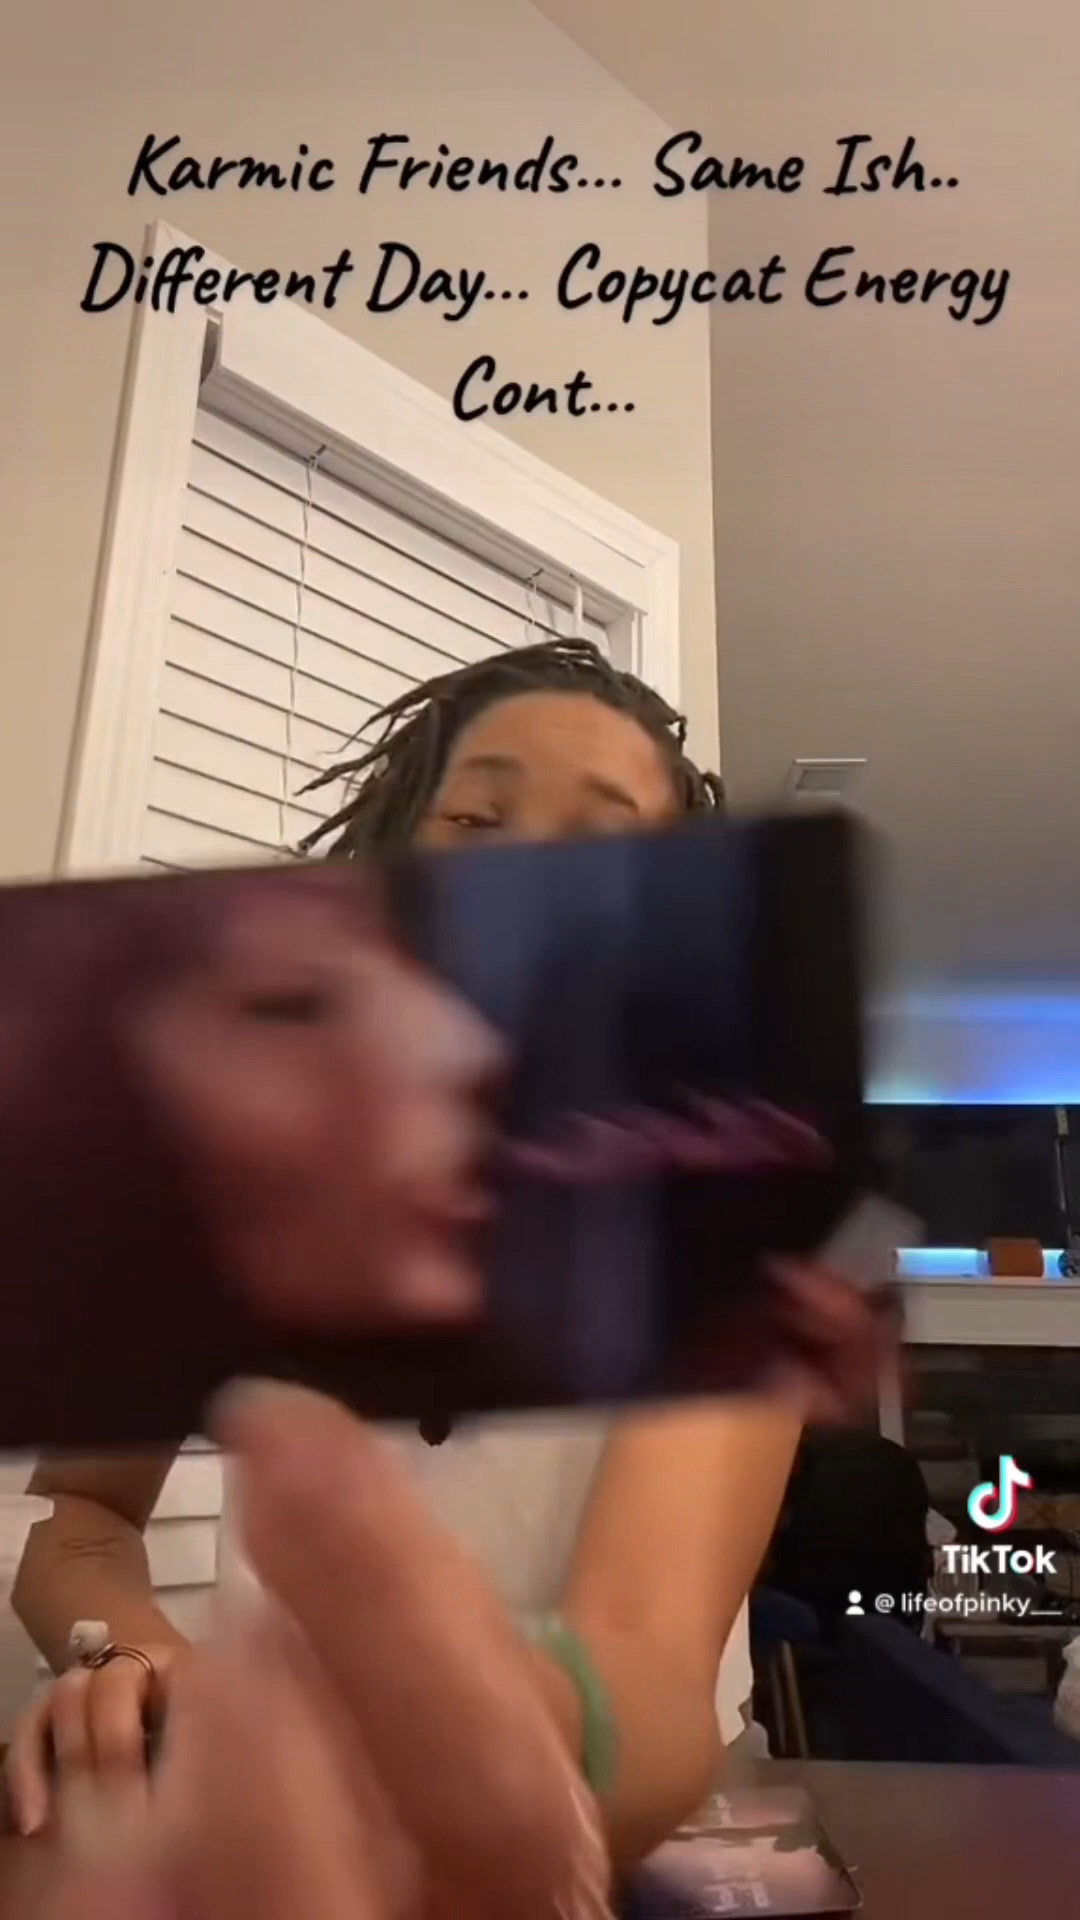 Karmic Friends... Same Ish..
Different Day... Copycat Energy
Cont...
TikTok
@lifeofpinky__